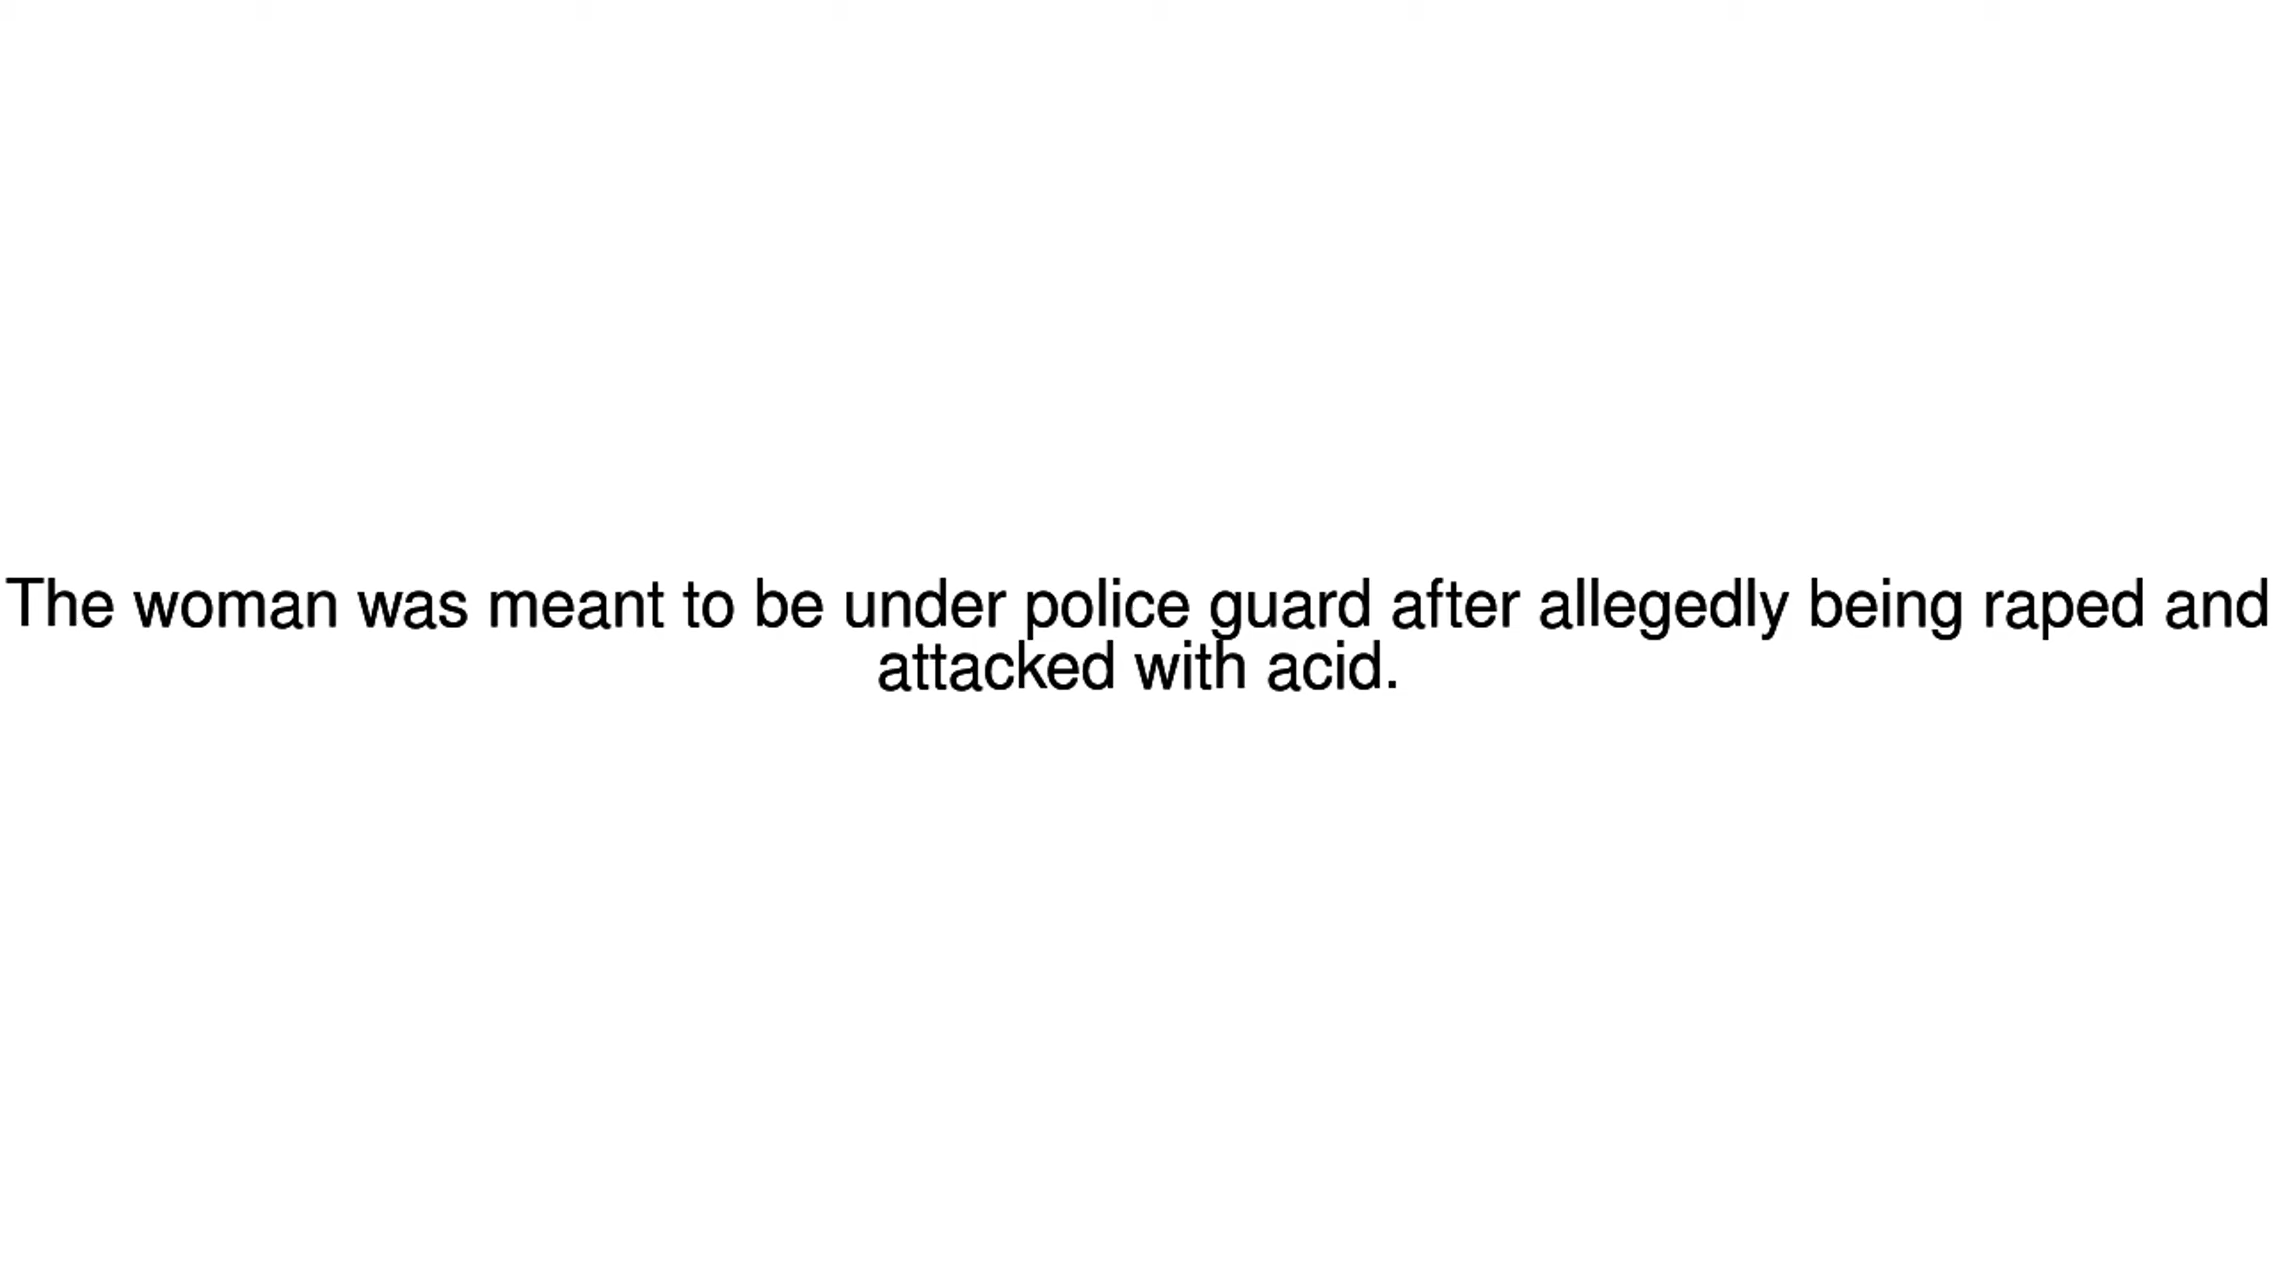 The woman was meant to be under police guard after allegedly being raped and
attacked with acid.